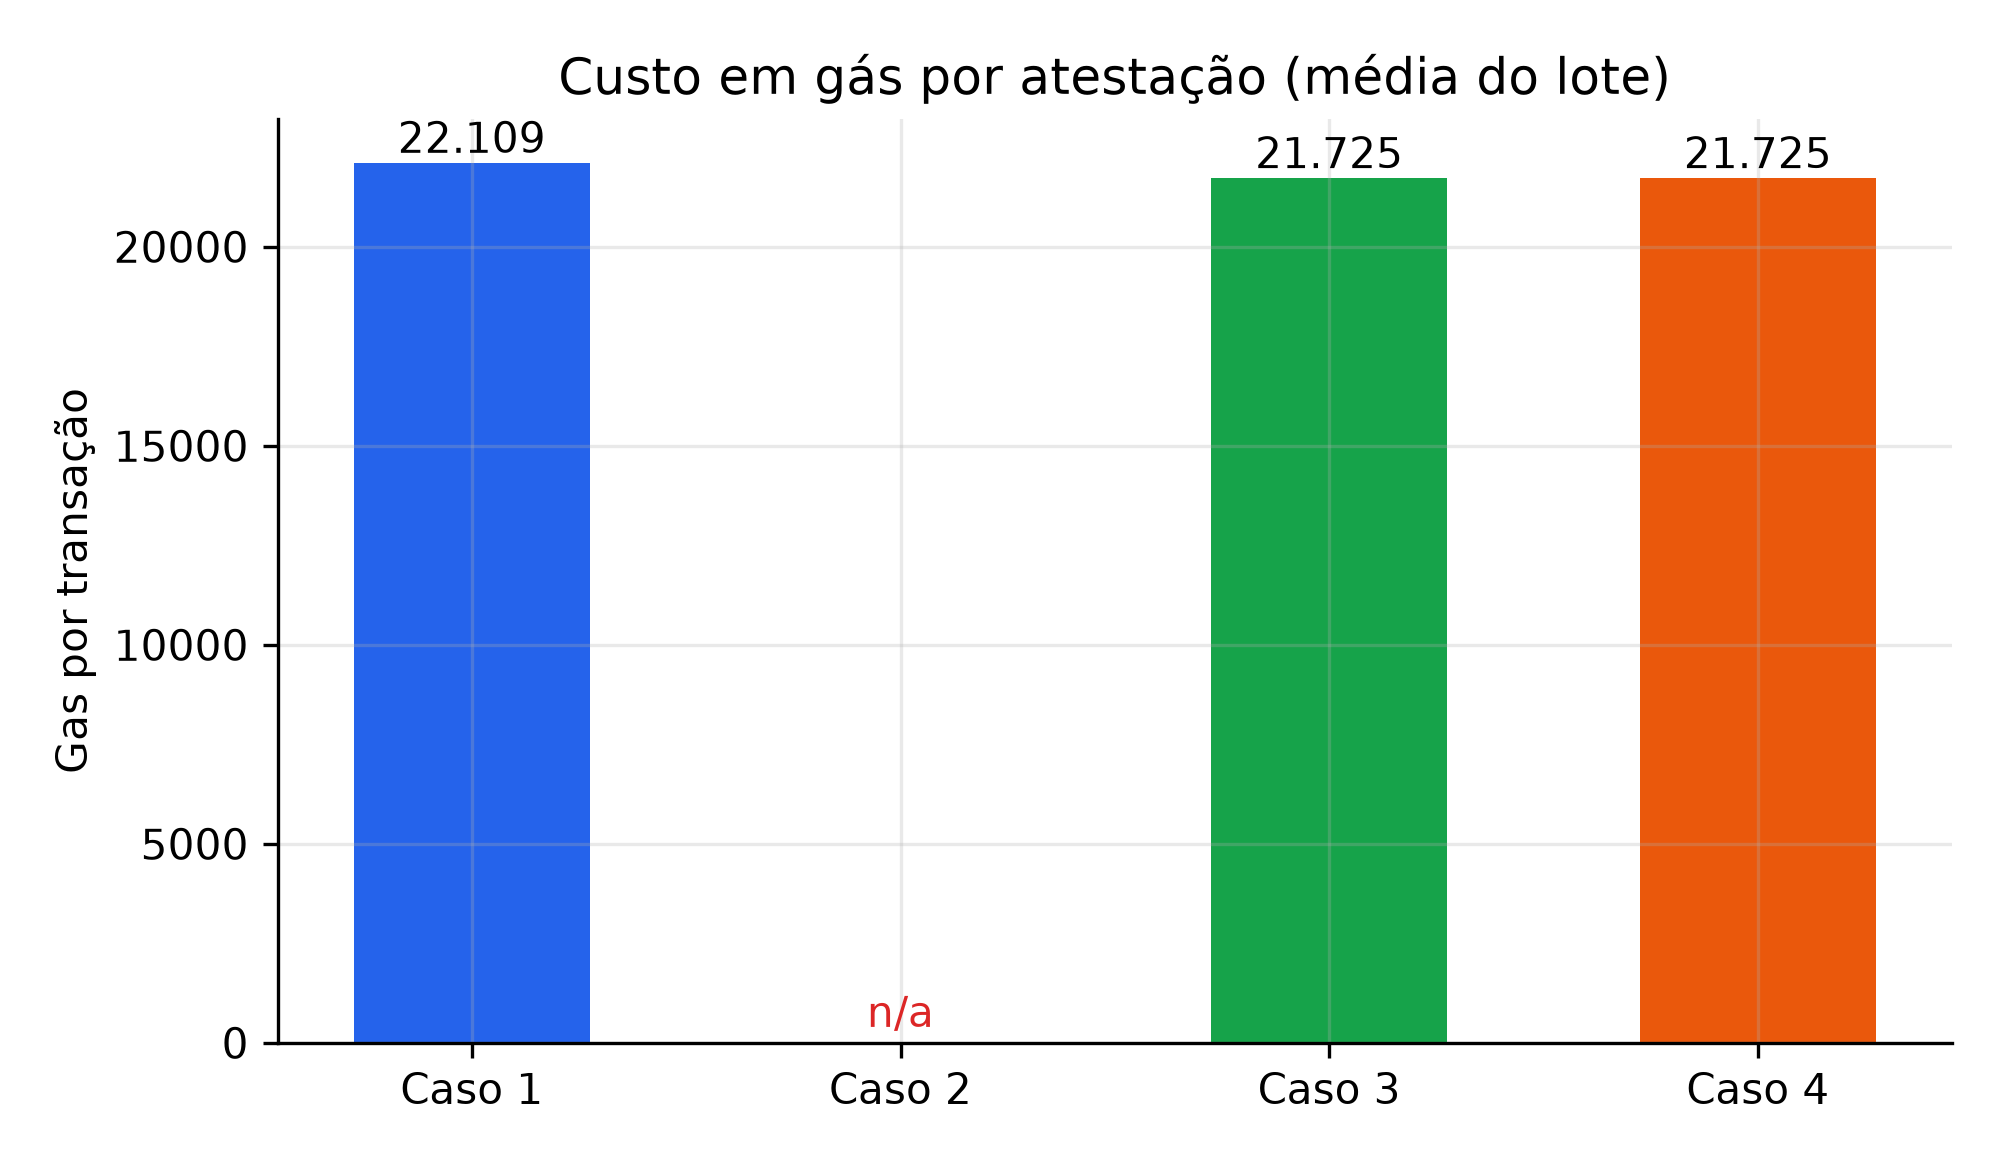 Custo em gás por atestação (média do lote)
22.109
21.725
21.725
Gas por transação
20000
15000
10000
5000
0
n/a
Caso 1
Caso 2
Caso 3
Caso 4